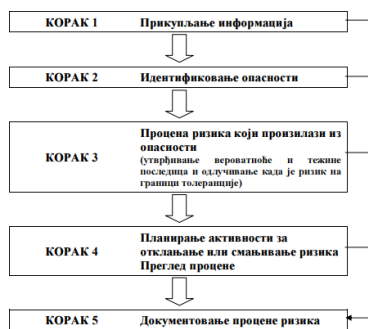 КОРАК 1 Прикупљање информација
КОРАК 2 Идентификовање опасности
КОРАК 3
Процена ризика који произилази из
опасности
(утврђивање вероватноће и тежине
последица и одлучивање када је ризик на
граници толеранције)
КОРАК 4
Планирање активности за
отклањање или смањивање ризика
Преглед процене
КОРАК 5 Документовање процене ризика